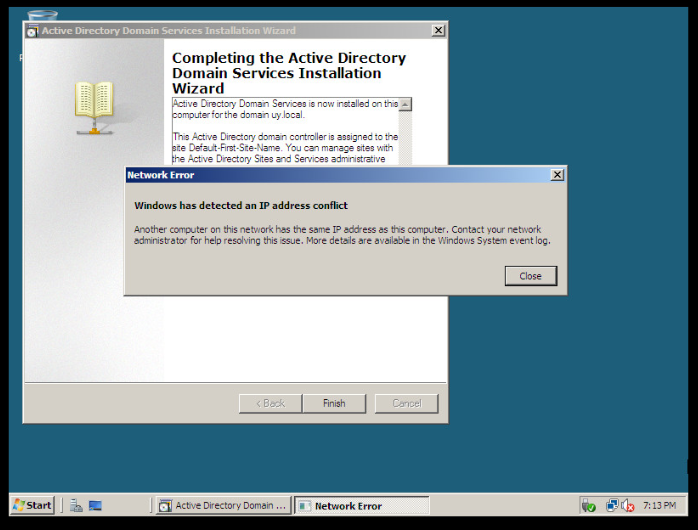 Active Directory Domain Services Installation Wizard
Completing the Active Directory
Domain Services Installation
Wizard
Active Directory Domain Services is now installed on this
computer for the domain uy.local.
This Active Directory domain controller is assigned to the
site Default-First-Site-Name. You can manage sites with
the Active Directory Sites and Services administrative
Network Error
Windows has detected an IP address conflict
Another computer on this network has the same IP address as this computer. Contact your network
administrator for help resolving this issue. More details are available in the Windows System event log.
Close
< Back
Finish
Cancel
Start
Active Directory Domain ...
Network Error
7:13 PM